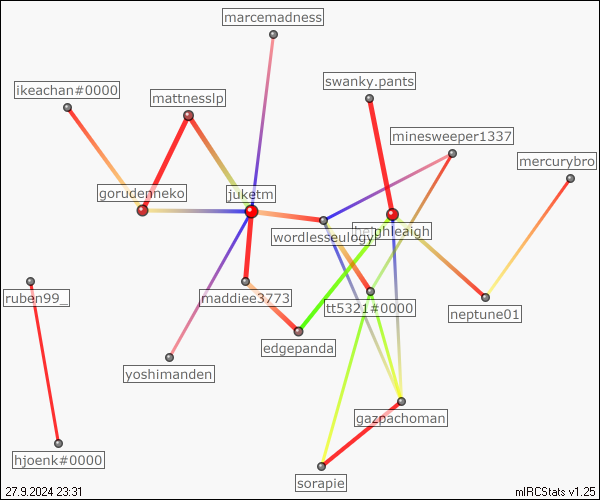 marcemadness
swanky.pants
ikeachan#0000
mattnesslp
minesweeper1337
mercurybro
gorudenneko
juketm
wordlesseulogy
heighleaigh
ruben99_
maddiee3773
tt5321#0000
neptune01
edgepanda
yoshimanden
gazpachoman
hjoenk#0000
sorapie
27.9.2024 23:31
mIRCStats v1.25